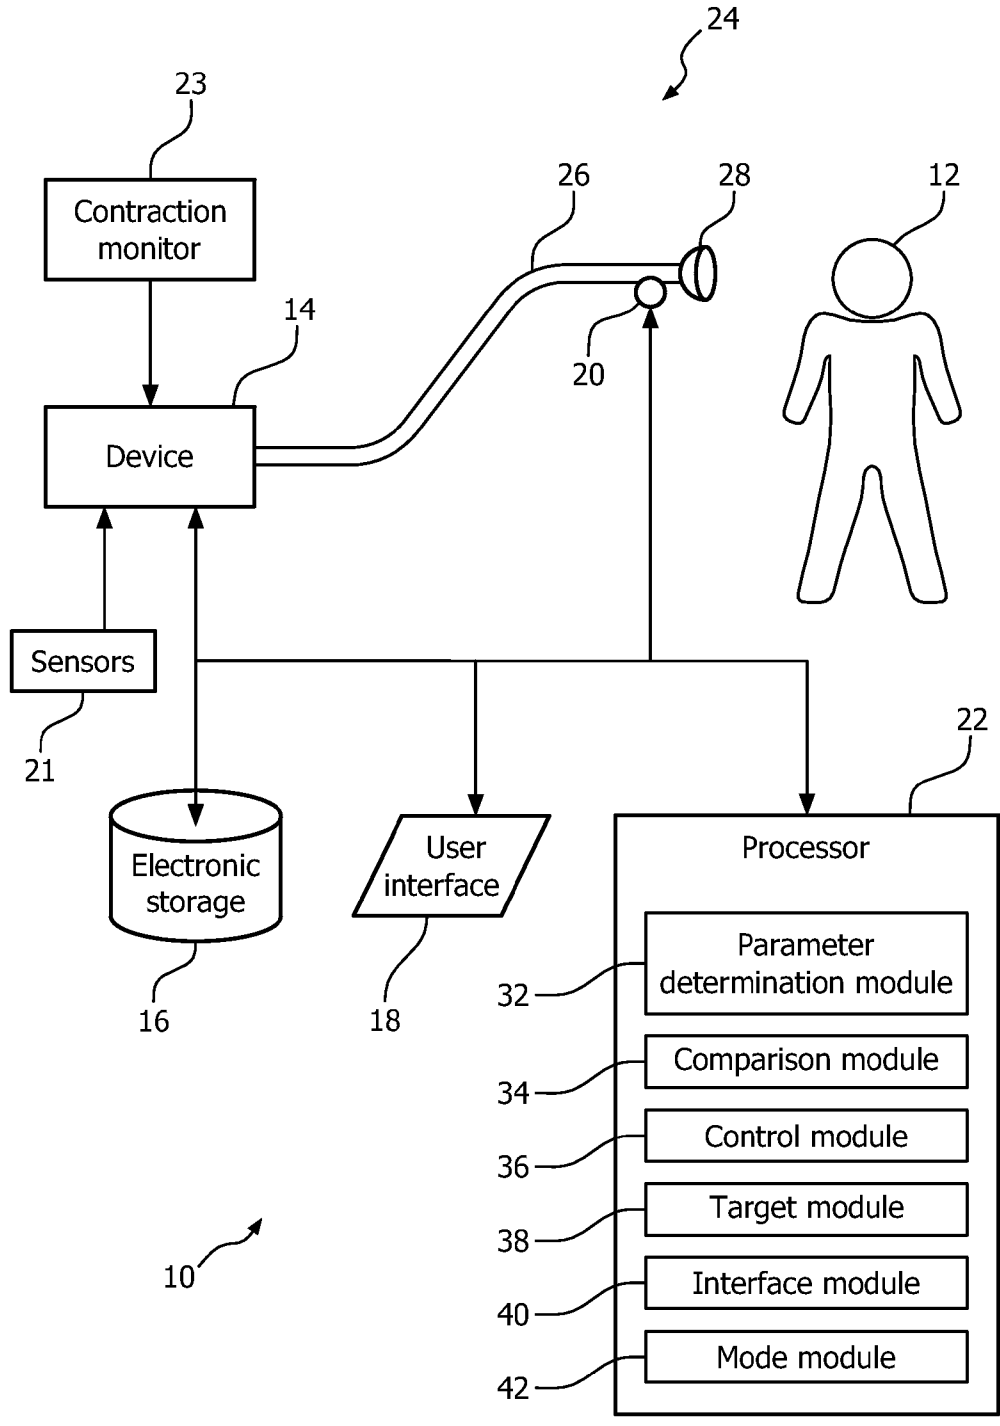 24
23
26
28
12
Contraction
monitor
14
20
Device
Sensors
21
22
Electronic
storage
User
interface
Processor
16
18
Parameter
determination module
32
Comparison module
34
Control module
36
Target module
38
10
Interface module
40
Mode module
42